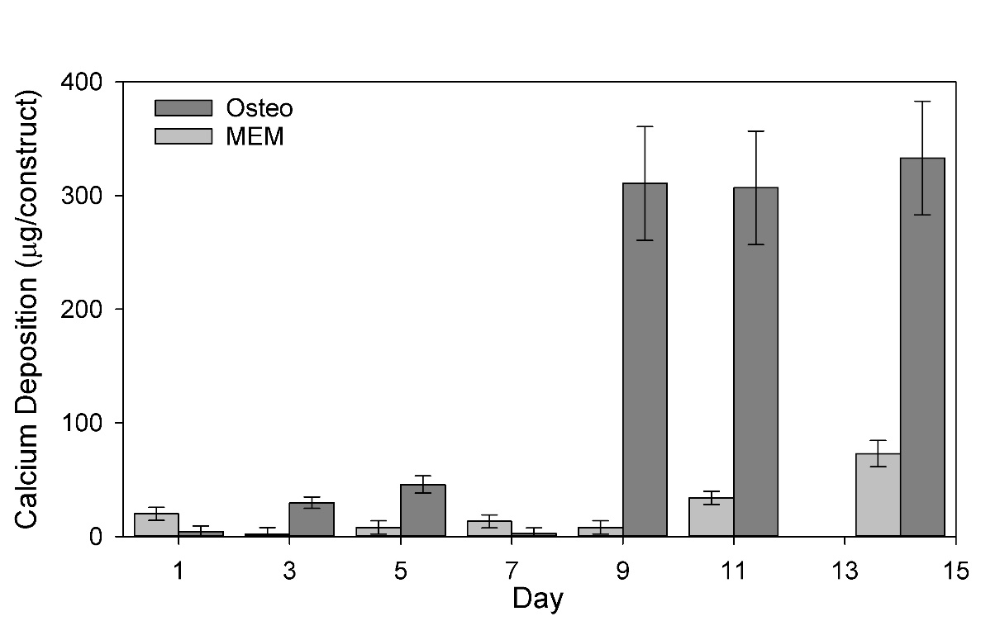 Calcium Deposition (μg/construct)
400
300
200
100
0
Osteo
MEM
1 3 5 7 9 11 13 15
Day